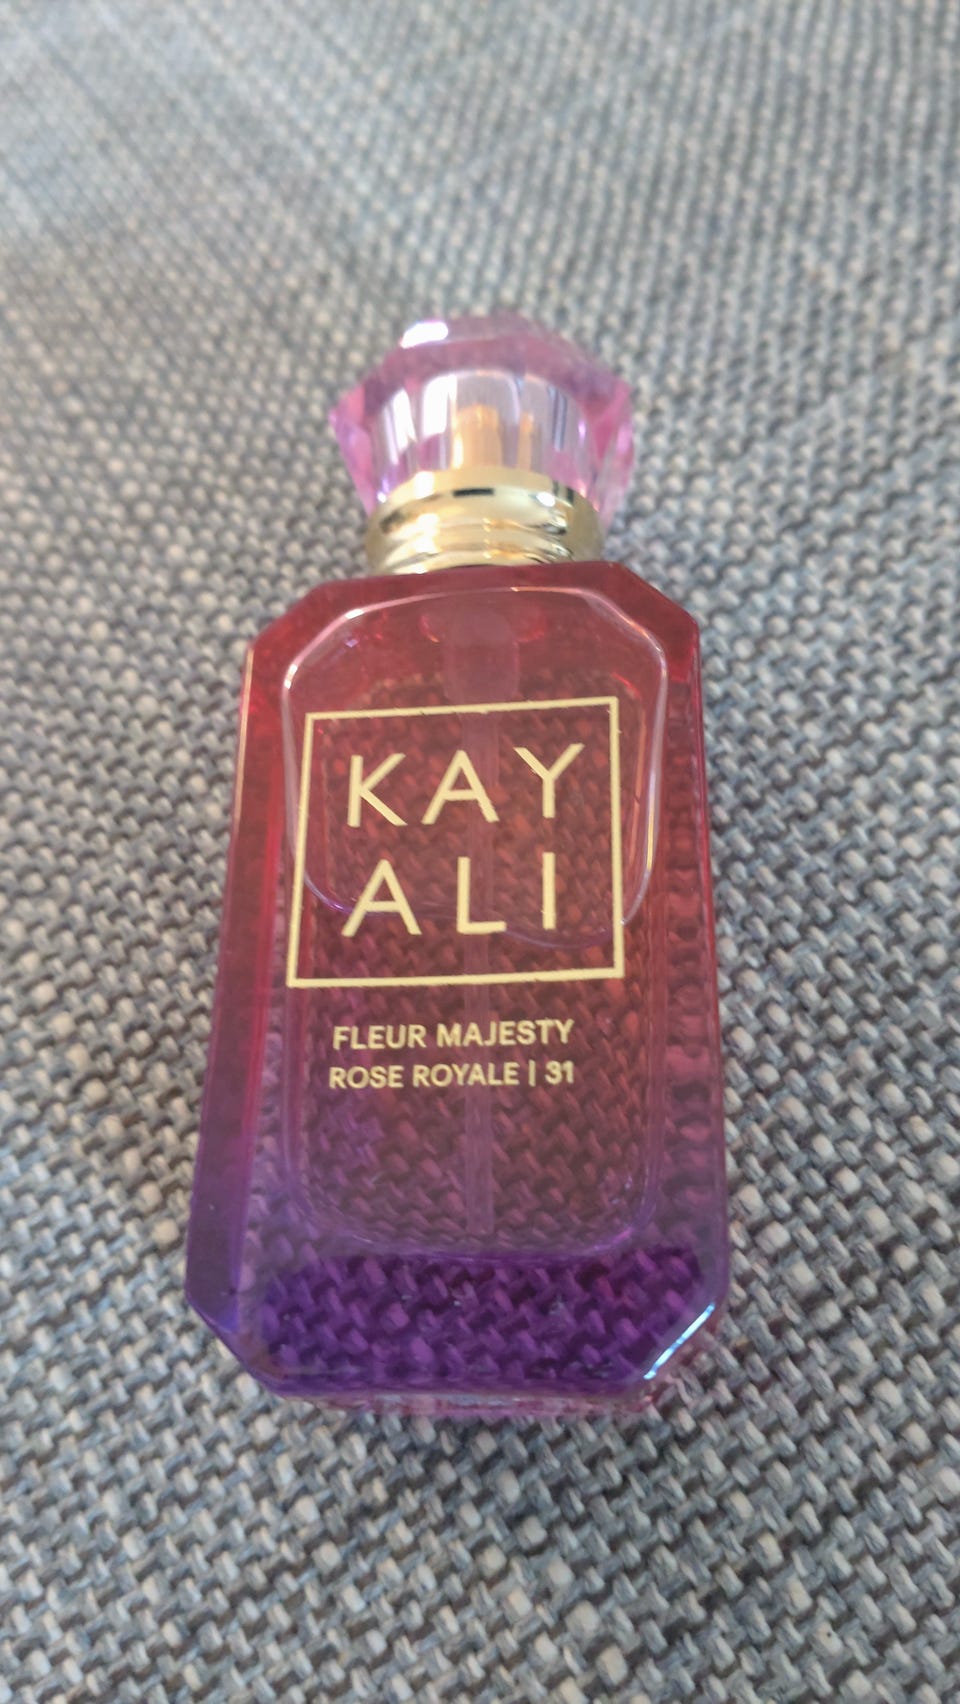 KAY
ALI
FLEUR MAJESTY
ROSE ROYALE | 31